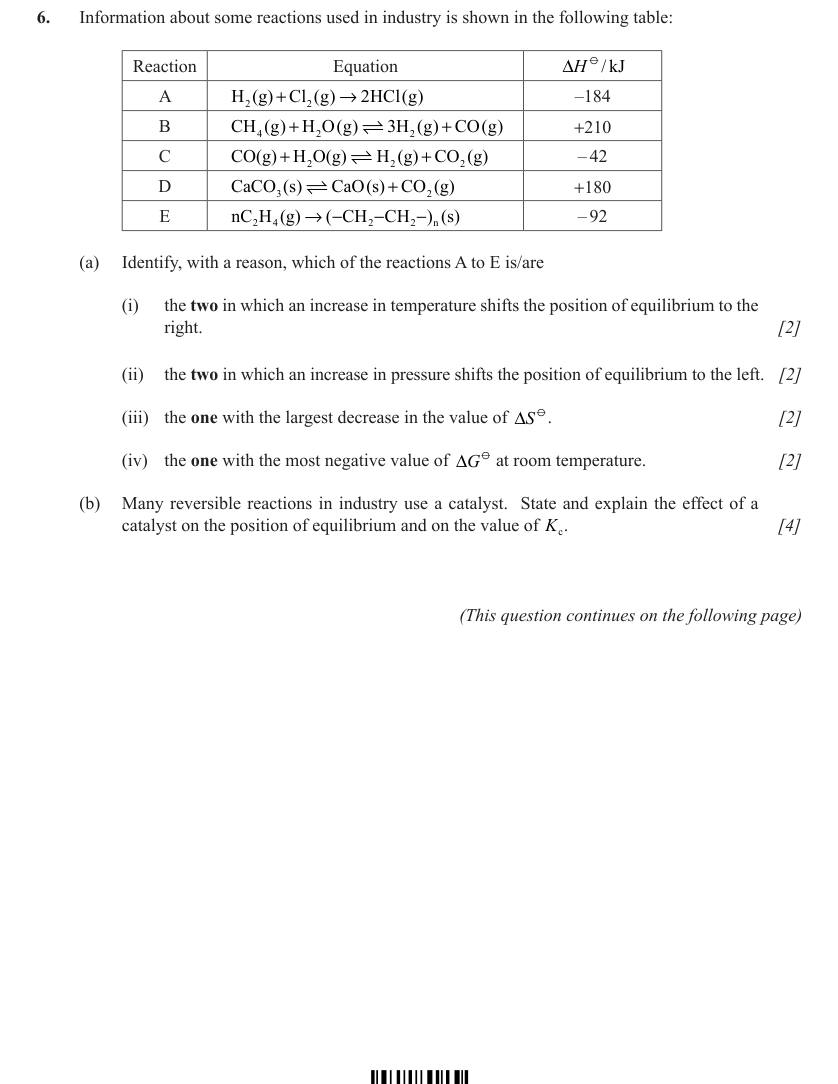 6. Information about some reactions used in industry is shown in the following table:
Reaction Equation ΔH⊖/kJ
A H₂(g)+Cl₂(g)→2HCl(g) –184
B CH₄(g)+H₂O(g)⇌3H₂(g)+CO(g) +210
C CO(g)+H₂O(g)⇌H₂(g)+CO₂(g) –42
D CaCO₃(s)⇌CaO(s)+CO₂(g) +180
E nC₂H₄(g)→(–CH₂–CH₂–)ₙ(s) –92
(a) Identify, with a reason, which of the reactions A to E is/are
(i) the two in which an increase in temperature shifts the position of equilibrium to the
right. [2]
(ii) the two in which an increase in pressure shifts the position of equilibrium to the left. [2]
(iii) the one with the largest decrease in the value of ΔS⊖. [2]
(iv) the one with the most negative value of ΔG⊖ at room temperature. [2]
(b) Many reversible reactions in industry use a catalyst. State and explain the effect of a
catalyst on the position of equilibrium and on the value of K꜀. [4]
(This question continues on the following page)